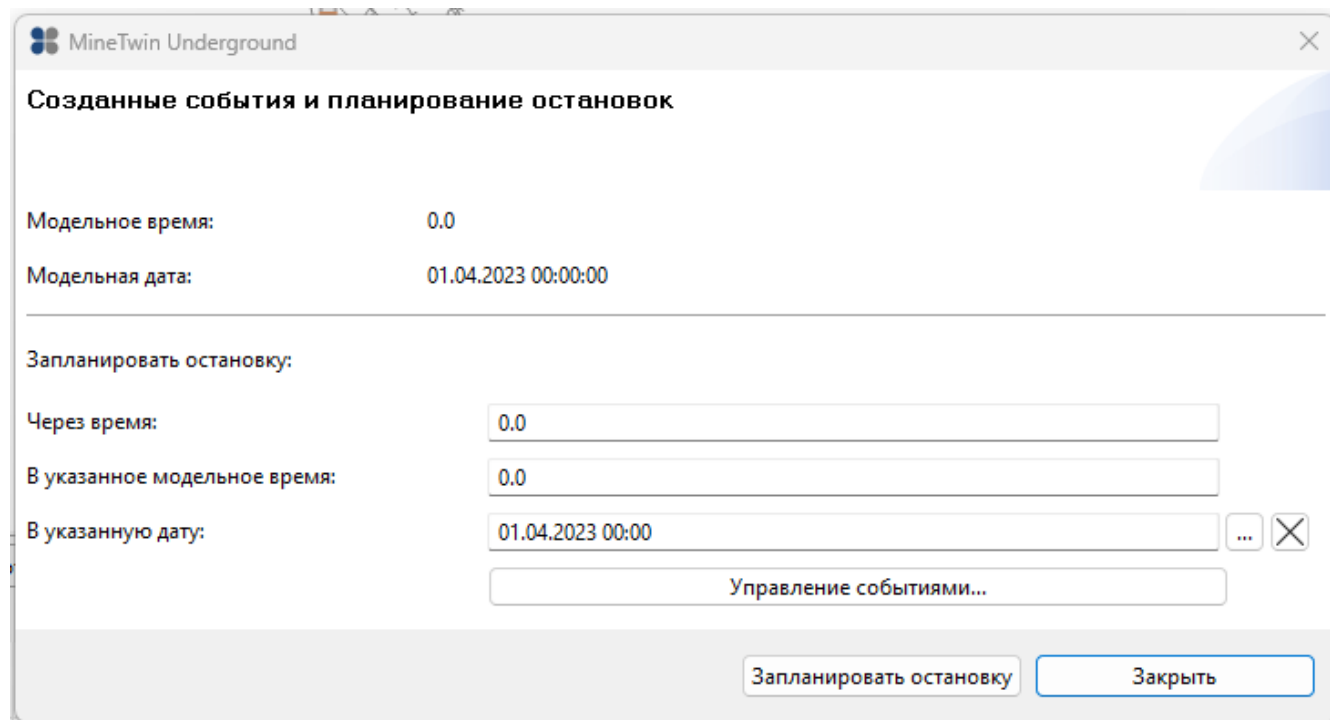 MineTwin Underground
Созданные события и планирование остановок
Модельное время: 0.0
Модельная дата: 01.04.2023 00:00:00
Запланировать остановку:
Через время: 0.0
В указанное модельное время: 0.0
В указанную дату: 01.04.2023 00:00 ...
Управление событиями...
Запланировать остановку Закрыть